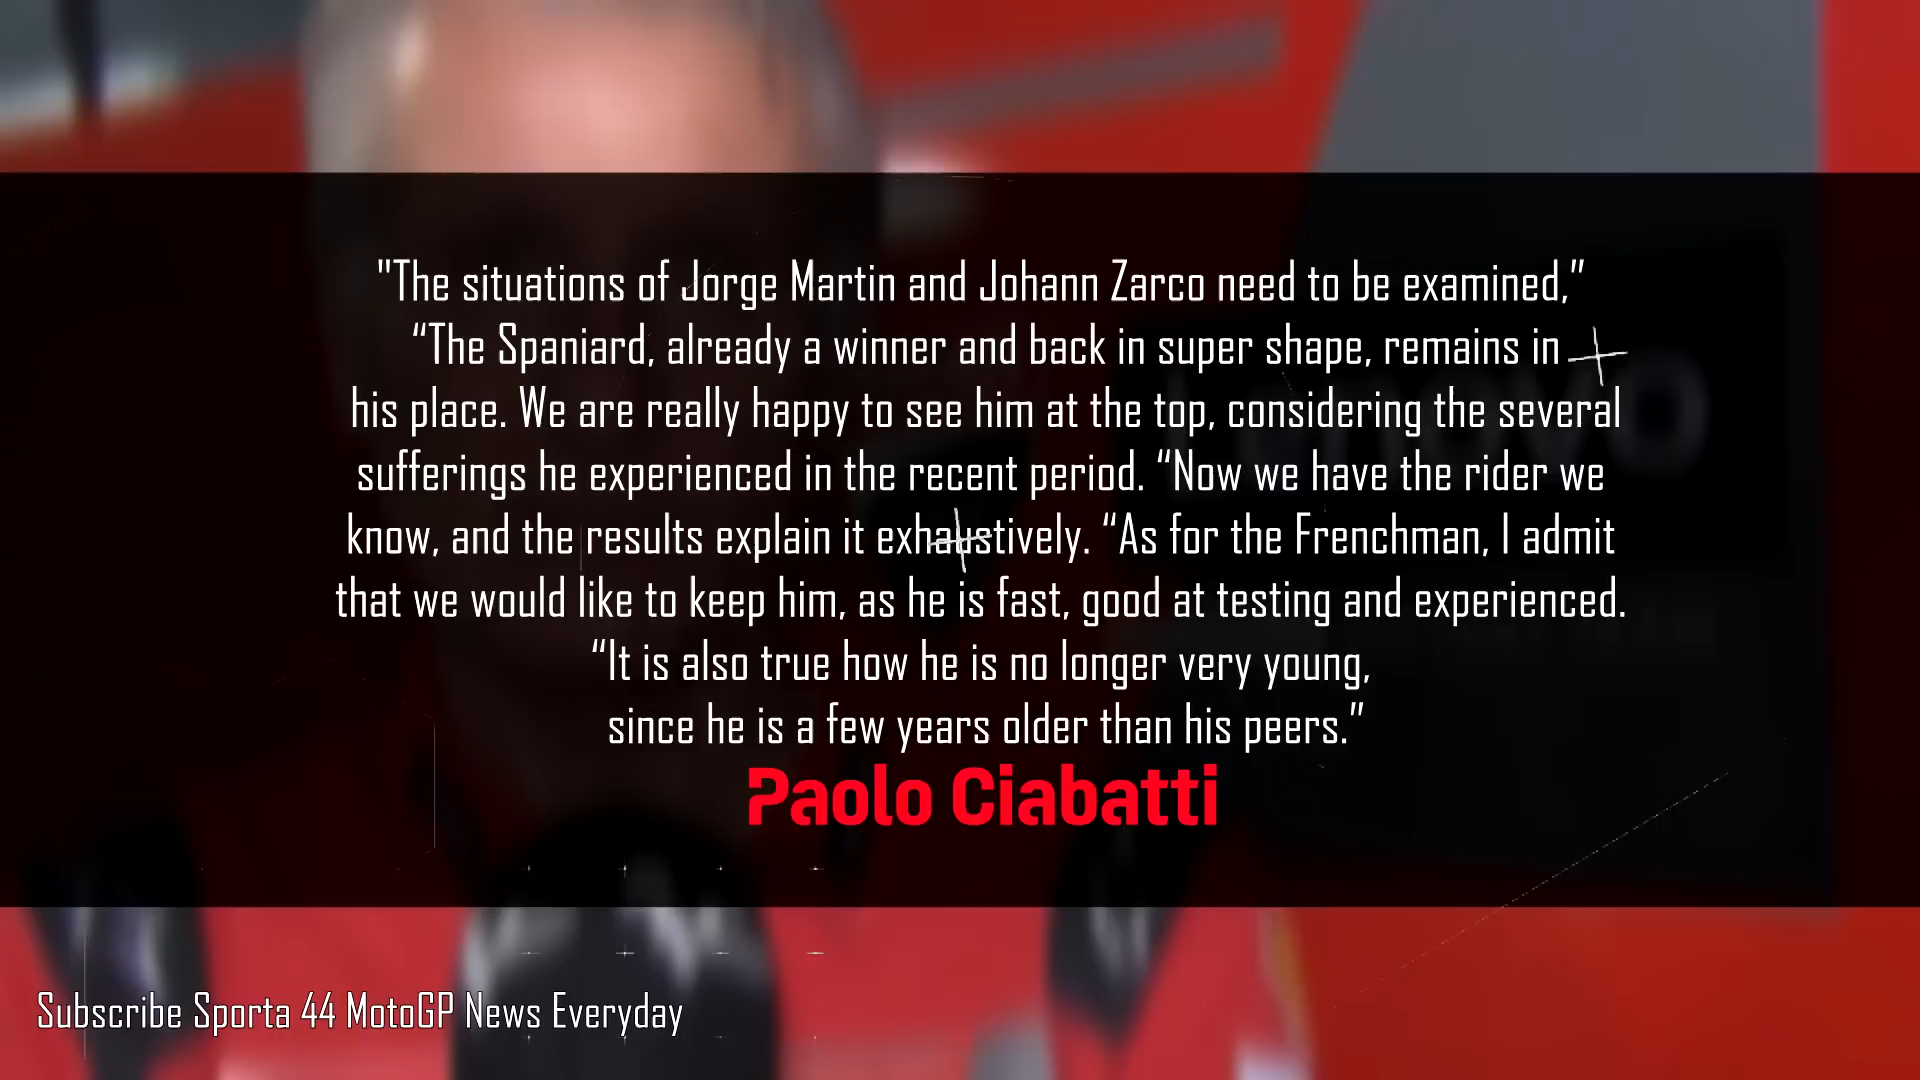 "The situations of Jorge Martin and Johann Zarco need to be examined,”
“The Spaniard, already a winner and back in super shape, remains in
his place. We are really happy to see him at the top, considering the several
sufferings he experienced in the recent period. “Now we have the rider we
know, and the results explain it exhaustively. “As for the Frenchman, I admit
that we would like to keep him, as he is fast, good at testing and experienced.
“It is also true how he is no longer very young,
since he is a few years older than his peers.”
Paolo Ciabatti
Subscribe Sporta 44 MotoGP News Everyday